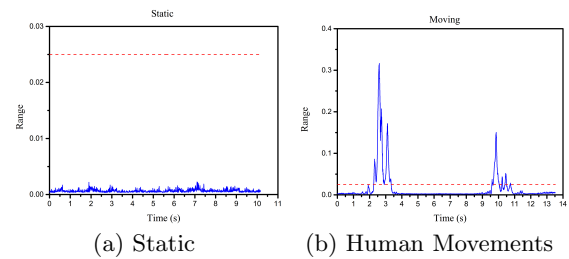 Static
0.03
0.02
0.01
0.00
Range
0 1 2 3 4 5 6 7 8 9 10 11
Time (s)
(a) Static
Moving
0.4
0.3
0.2
0.1
0.0
Range
0 1 2 3 4 5 6 7 8 9 10 11 12 13 14
Time (s)
(b) Human Movements